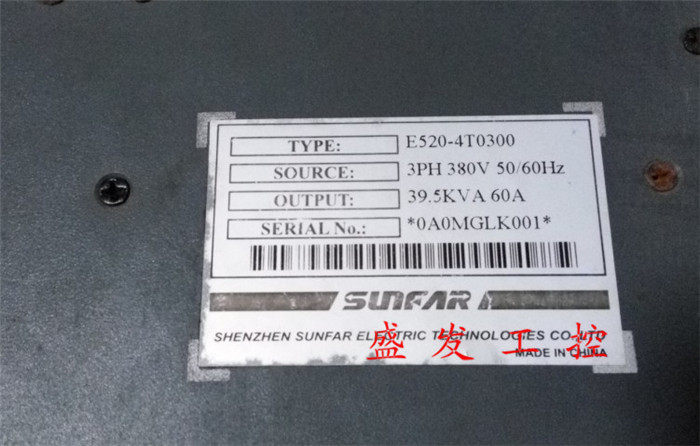 TYPE: E520-4T0300
SOURCE: 3PH 380V 50/60Hz
OUTPUT: 39.5KVA 60A
SERIAL No.: *0A0MGLK001*
SUNFAR
SHENZHEN SUNFAR ELECTRIC TECHNOLOGIES CO.,LTD
盛发工控
MADE IN CHINA